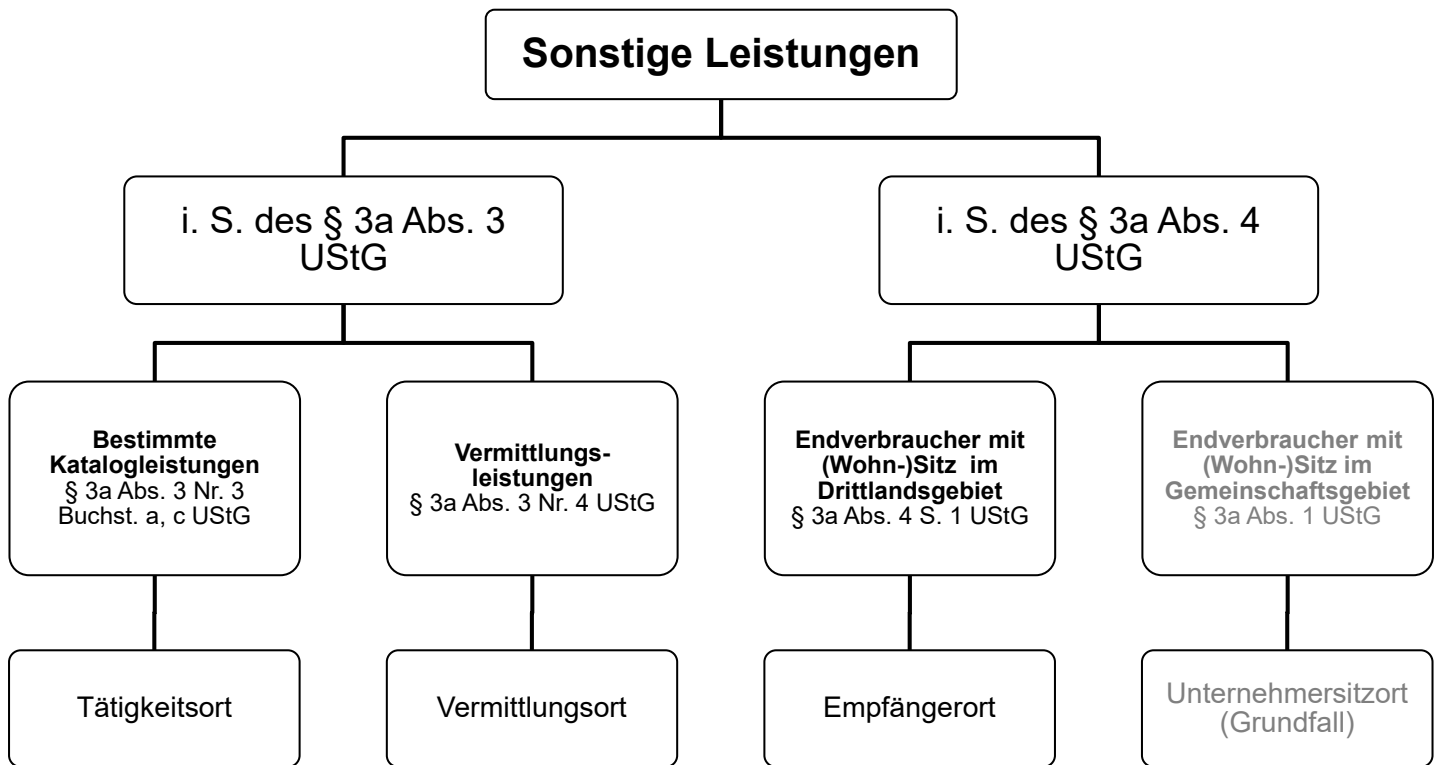 Sonstige Leistungen
i. S. des § 3a Abs. 3
UStG
i. S. des § 3a Abs. 4
UStG
Bestimmte
Katalogleistungen
§ 3a Abs. 3 Nr. 3
Buchst. a, c UStG
Vermittlungs-
leistungen
§ 3a Abs. 3 Nr. 4 UStG
Endverbraucher mit
(Wohn-)Sitz im
Drittlandsgebiet
§ 3a Abs. 4 S. 1 UStG
Endverbraucher mit
(Wohn-)Sitz im
Gemeinschaftsgebiet
§ 3a Abs. 1 UStG
Tätigkeitsort
Vermittlungsort
Empfängerort
Unternehmersitzort
(Grundfall)